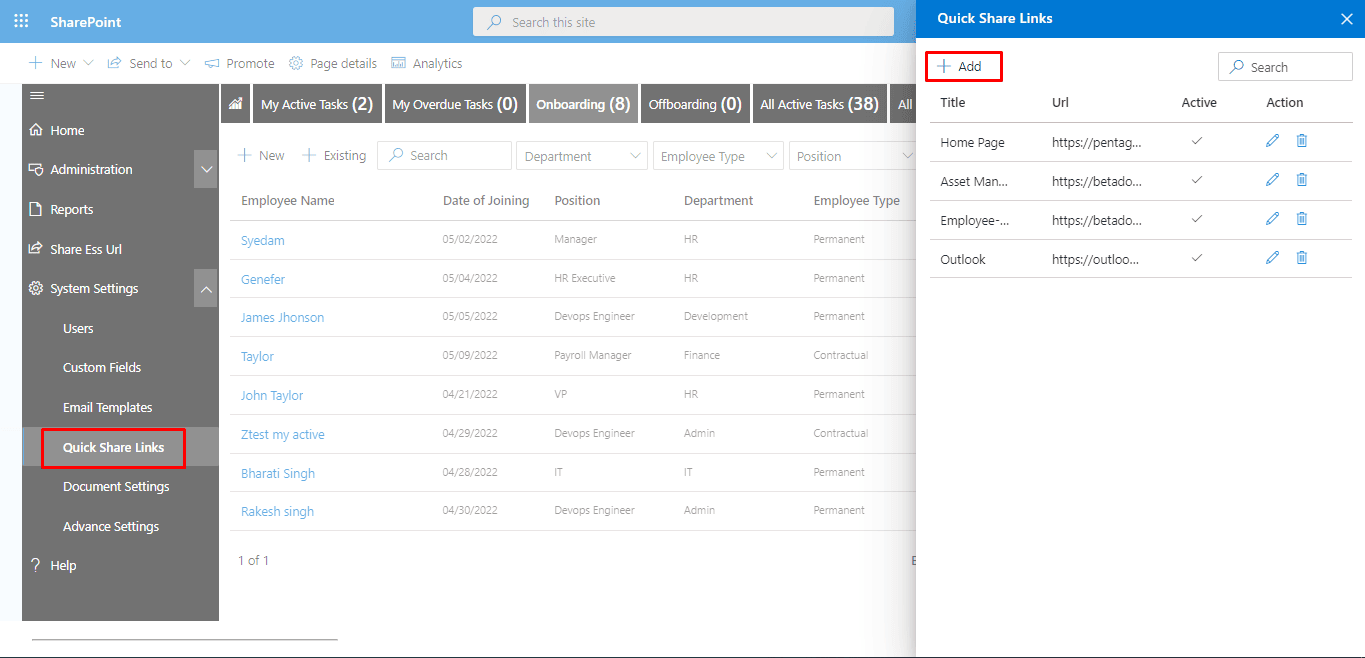 SharePoint
Search this site
Quick Share Links
New Send to Promote Page details Analytics
Home
Administration
Reports
Share Ess Url
System Settings
Users
Custom Fields
Email Templates
Quick Share Links
Document Settings
Advance Settings
? Help
My Active Tasks (2) My Overdue Tasks (0) Onboarding (8) Offboarding (0) All Active Tasks (38) All
New Existing Search Department Employee Type Position
Employee Name Date of Joining Position Department Employee Type
Syedam 05/02/2022 Manager HR Permanent
Genefer 05/04/2022 HR Executive HR Permanent
James Jhonson 05/05/2022 Devops Engineer Development Permanent
Taylor 05/09/2022 Payroll Manager Finance Contractual
John Taylor 04/21/2022 VP HR Permanent
Ztest my active 04/29/2022 Devops Engineer Admin Contractual
Bharati Singh 04/28/2022 IT IT Permanent
Rakesh singh 04/30/2022 Devops Engineer Admin Permanent
1 of 1
Add Search
Title Url Active Action
Home Page https://pentag...
Asset Man... https://betado...
Employee-... https://betado...
Outlook https://outloo...